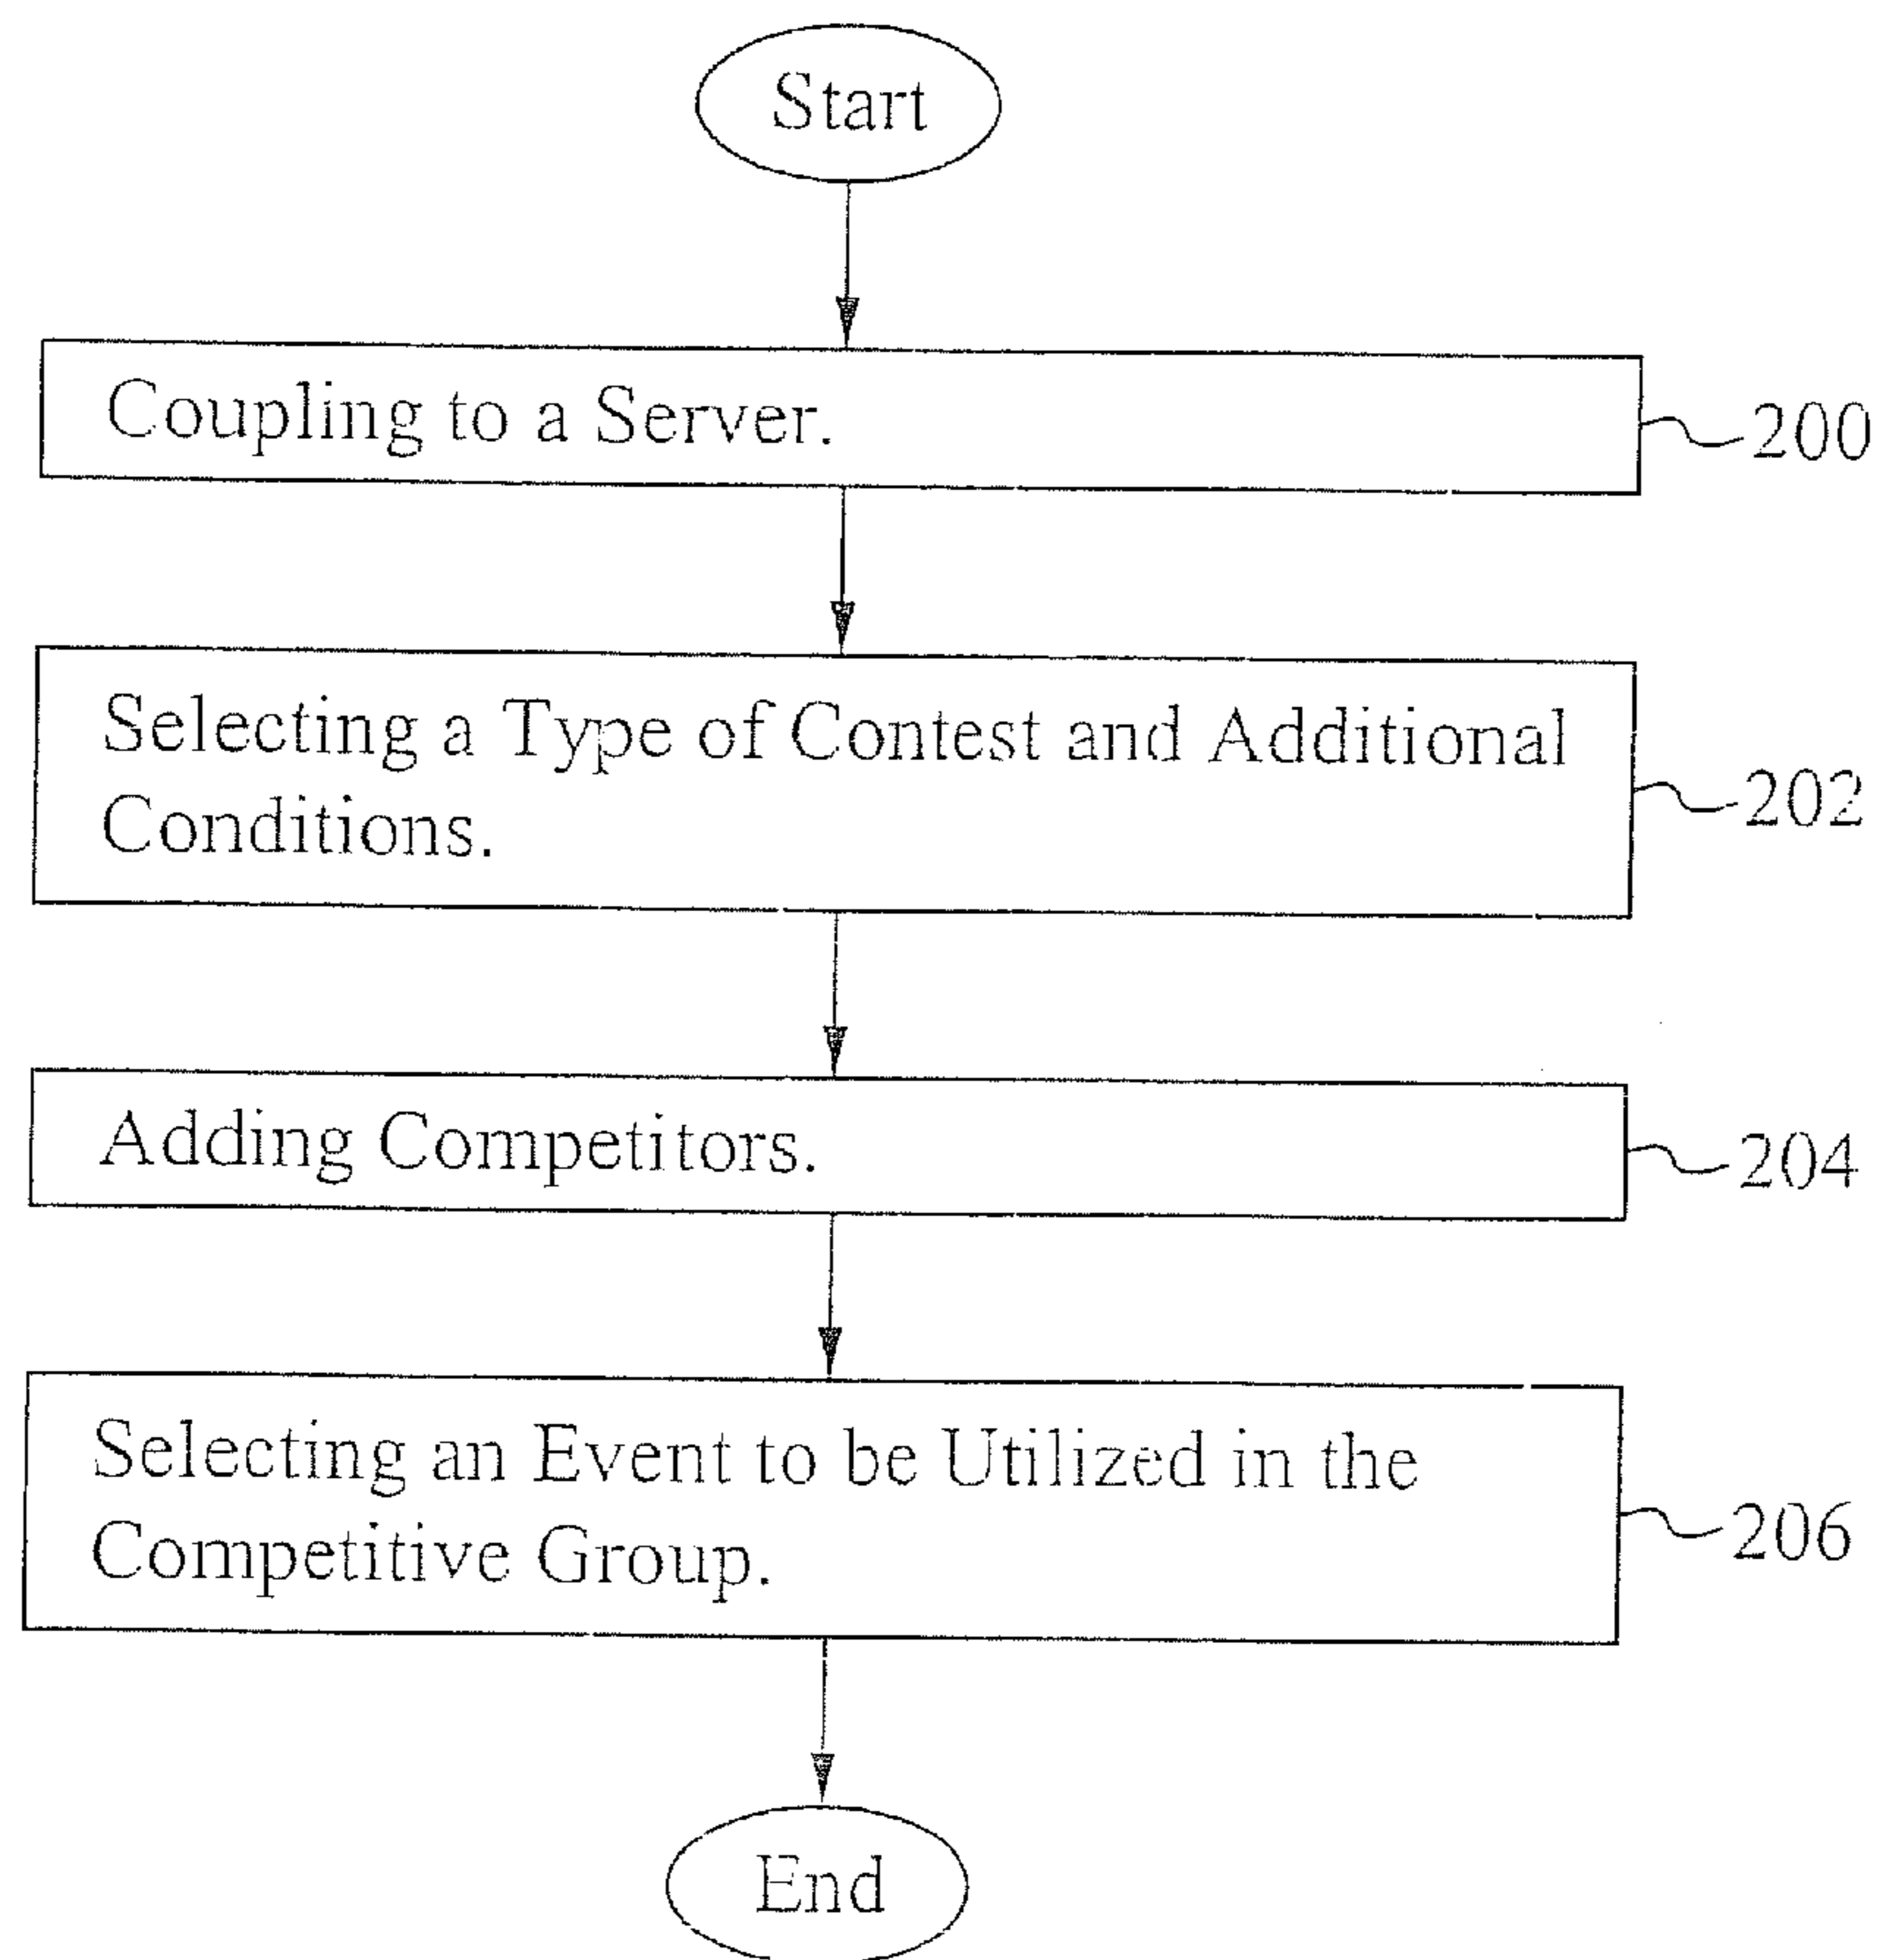 Start
Coupling to a Server.
200
Selecting a Type of Contest and Additional
Conditions.
202
Adding Competitors.
204
Selecting an Event to be Utilized in the
Competitive Group.
206
End